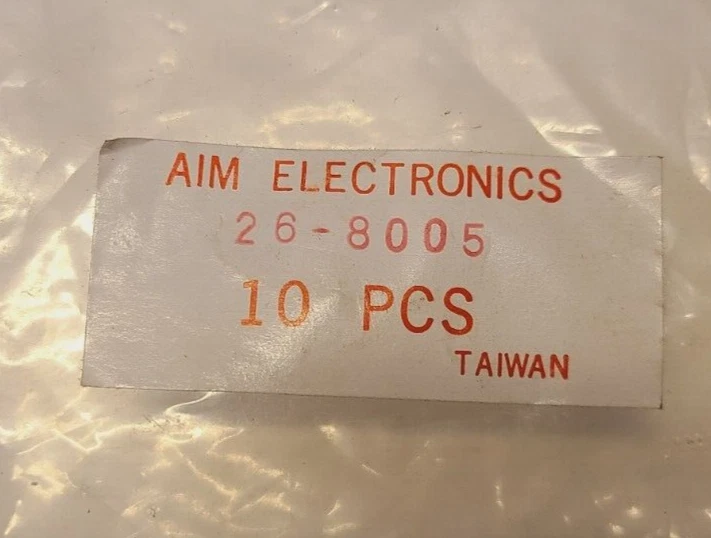 AIM ELECTRONICS
26-8005
10 PCS
TAIWAN